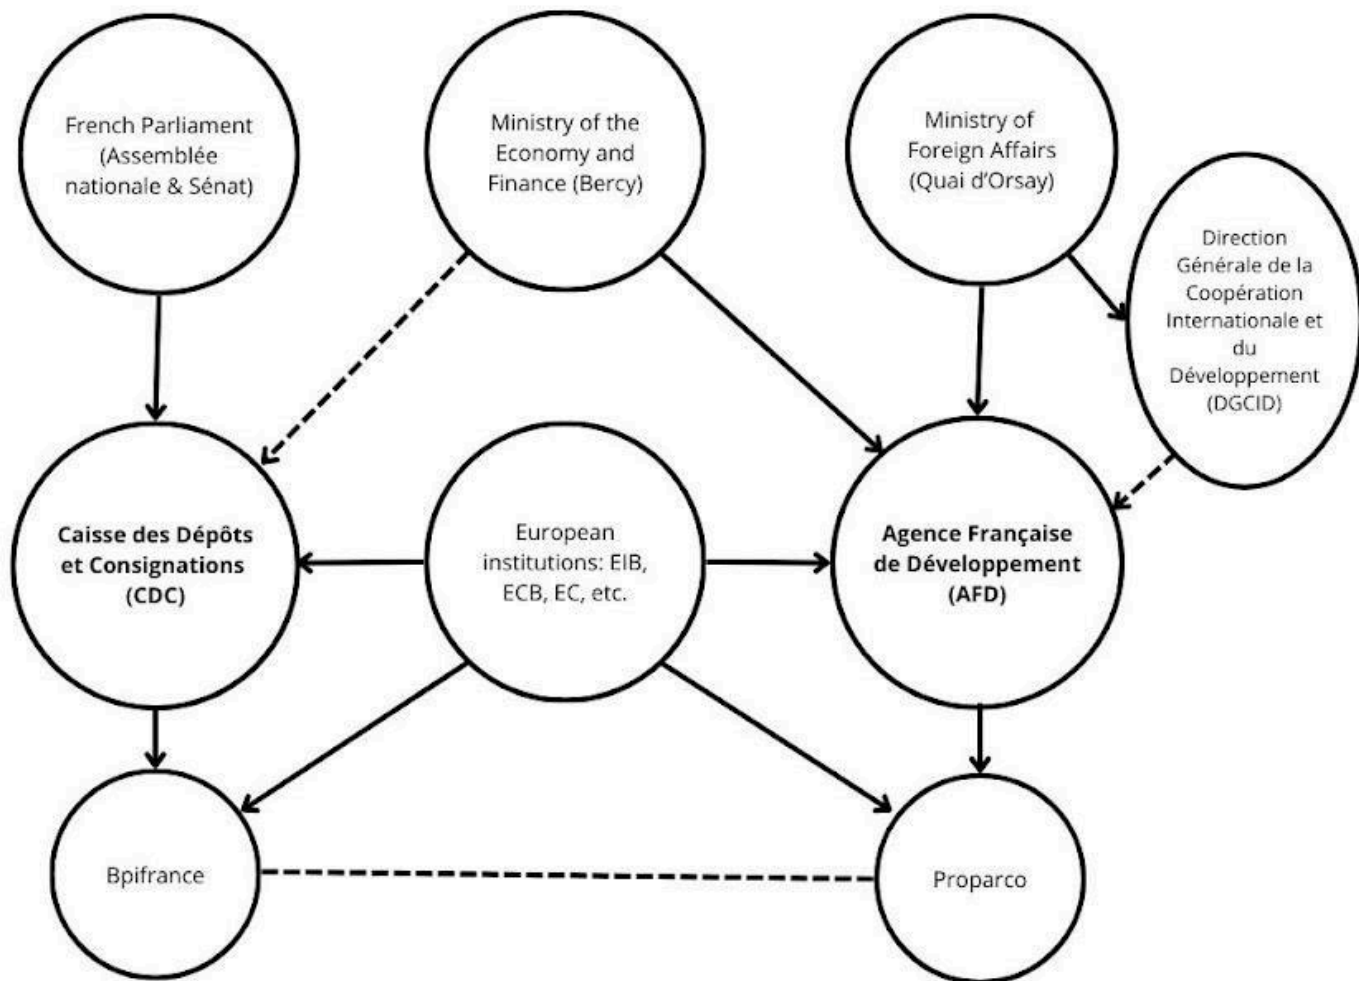 French Parliament
(Assemblée
nationale & Sénat)
Ministry of the
Economy and
Finance (Bercy)
Ministry of
Foreign Affairs
(Quai d'Orsay)
Direction
Générale de la
Coopération
Internationale et
du
Développement
(DGCID)
Caisse des Dépôts
et Consignations
(CDC)
European
institutions: EIB,
ECB, EC, etc.
Agence Française
de Développement
(AFD)
Bpifrance
Proparco